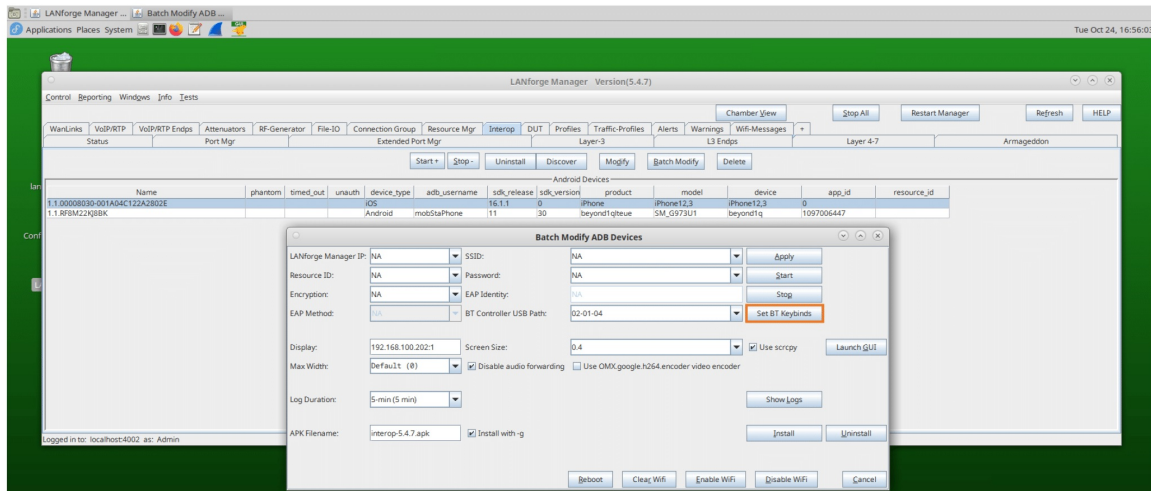 LANforge Manager ... Batch Modify ADB ...
Applications Places System Tue Oct 24, 16:56:03
LANforge Manager Version(5.4.7)
Control Reporting Windows Info Tests
Chamber View Stop All Restart Manager Refresh HELP
WanLinks VoIP/RTP VoIP/RTP Endps Attenuators RF-Generator File-IO Connection Group Resource Mgr Interop DUT Profiles Traffic-Profiles Alerts Warnings Wifi-Messages +
Status Port Mgr Extended Port Mgr Layer-3 L3 Endps Layer 4-7 Armageddon
Start + Stop - Uninstall Discover Modify Batch Modify Delete
Android Devices
Name phantom timed_out unauth device_type adb_username sdk_release sdk_version product model device app_id resource_id
1.1.00008030-001A04C122A2802E iOS 16.1.1 0 iPhone iPhone12,3 iPhone12,3 0
1.1.RF8M22KJ8BK Android mobStaPhone 11 30 beyond1qlteue SM_G973U1 beyond1q 1097006447
lan
Conf
Batch Modify ADB Devices
LANforge Manager IP: NA SSID: NA Apply
Resource ID: NA Password: NA Start
Encryption: NA EAP Identity: NA Stop
EAP Method: NA BT Controller USB Path: 02-01-04 Set BT Keybinds
Display: 192.168.100.202:1 Screen Size: 0.4 Use scrcpy Launch GUI
Max Width: Default (0) Disable audio forwarding Use OMX.google.h264.encoder video encoder
Log Duration: 5-min (5 min) Show Logs
APK Filename: interop-5.4.7.apk Install with -g Install Uninstall
Reboot Clear Wifi Enable WiFi Disable WiFi Cancel
Logged in to: localhost:4002 as: Admin